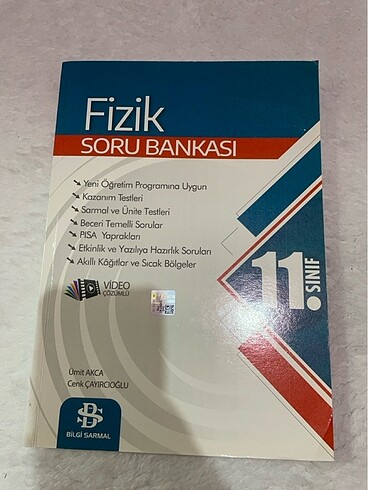 Fizik
SORU BANKASI
Yeni Öğretim Programına Uygun
Kazanım Testleri
Sarmal ve Ünite Testleri
Beceri Temelli Sorular
PISA Yaprakları
Etkinlik ve Yazılıya Hazırlık Soruları
Akıllı Kâğıtlar ve Sıcak Bölgeler
VİDEO
ÇÖZÜMLÜ
11. SINIF
Ümit AKCA
Cenk ÇAYIRCIOĞLU
BS
BİLGİ SARMAL